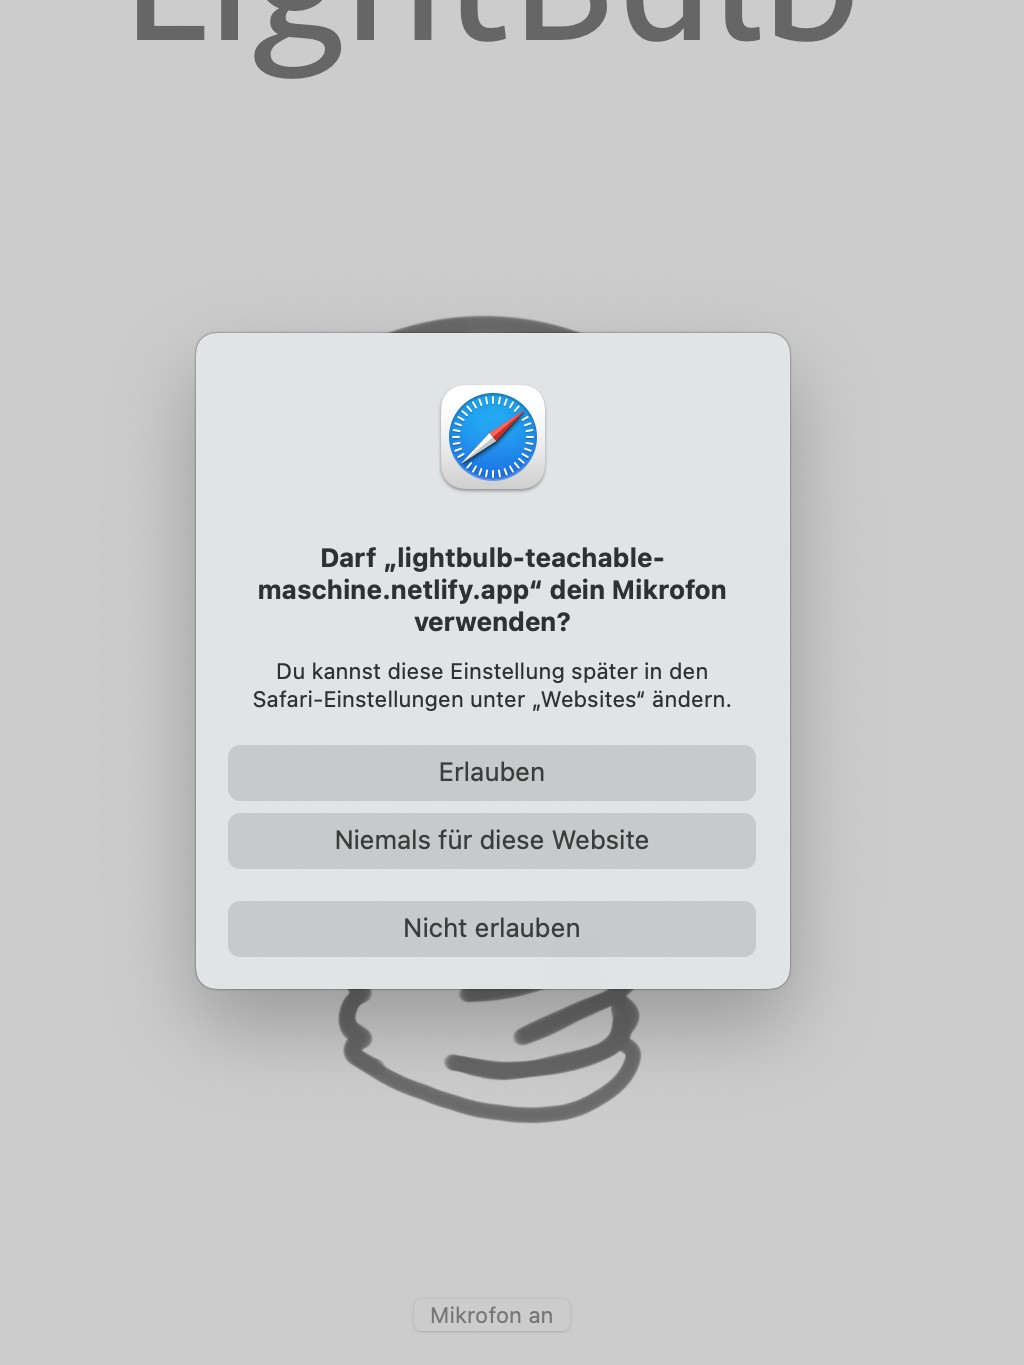 LightBulb
Darf „lightbulb-teachable-
maschine.netlify.app“ dein Mikrofon
verwenden?
Du kannst diese Einstellung später in den
Safari-Einstellungen unter „Websites“ ändern.
Erlauben
Niemals für diese Website
Nicht erlauben
Mikrofon an